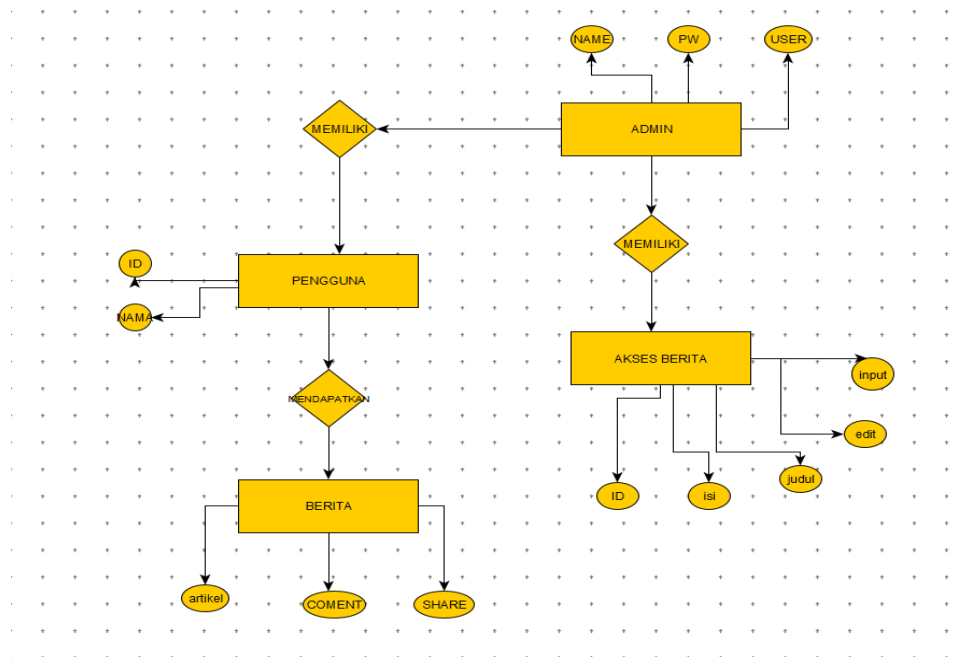 NAME
PW
USER
MEMILIKI
ADMIN
MEMILIKI
ID
PENGGUNA
NAMA
AKSES BERITA
input
MENDAPATKAN
edit
judul
ID
isi
BERITA
artikel
COMENT
SHARE